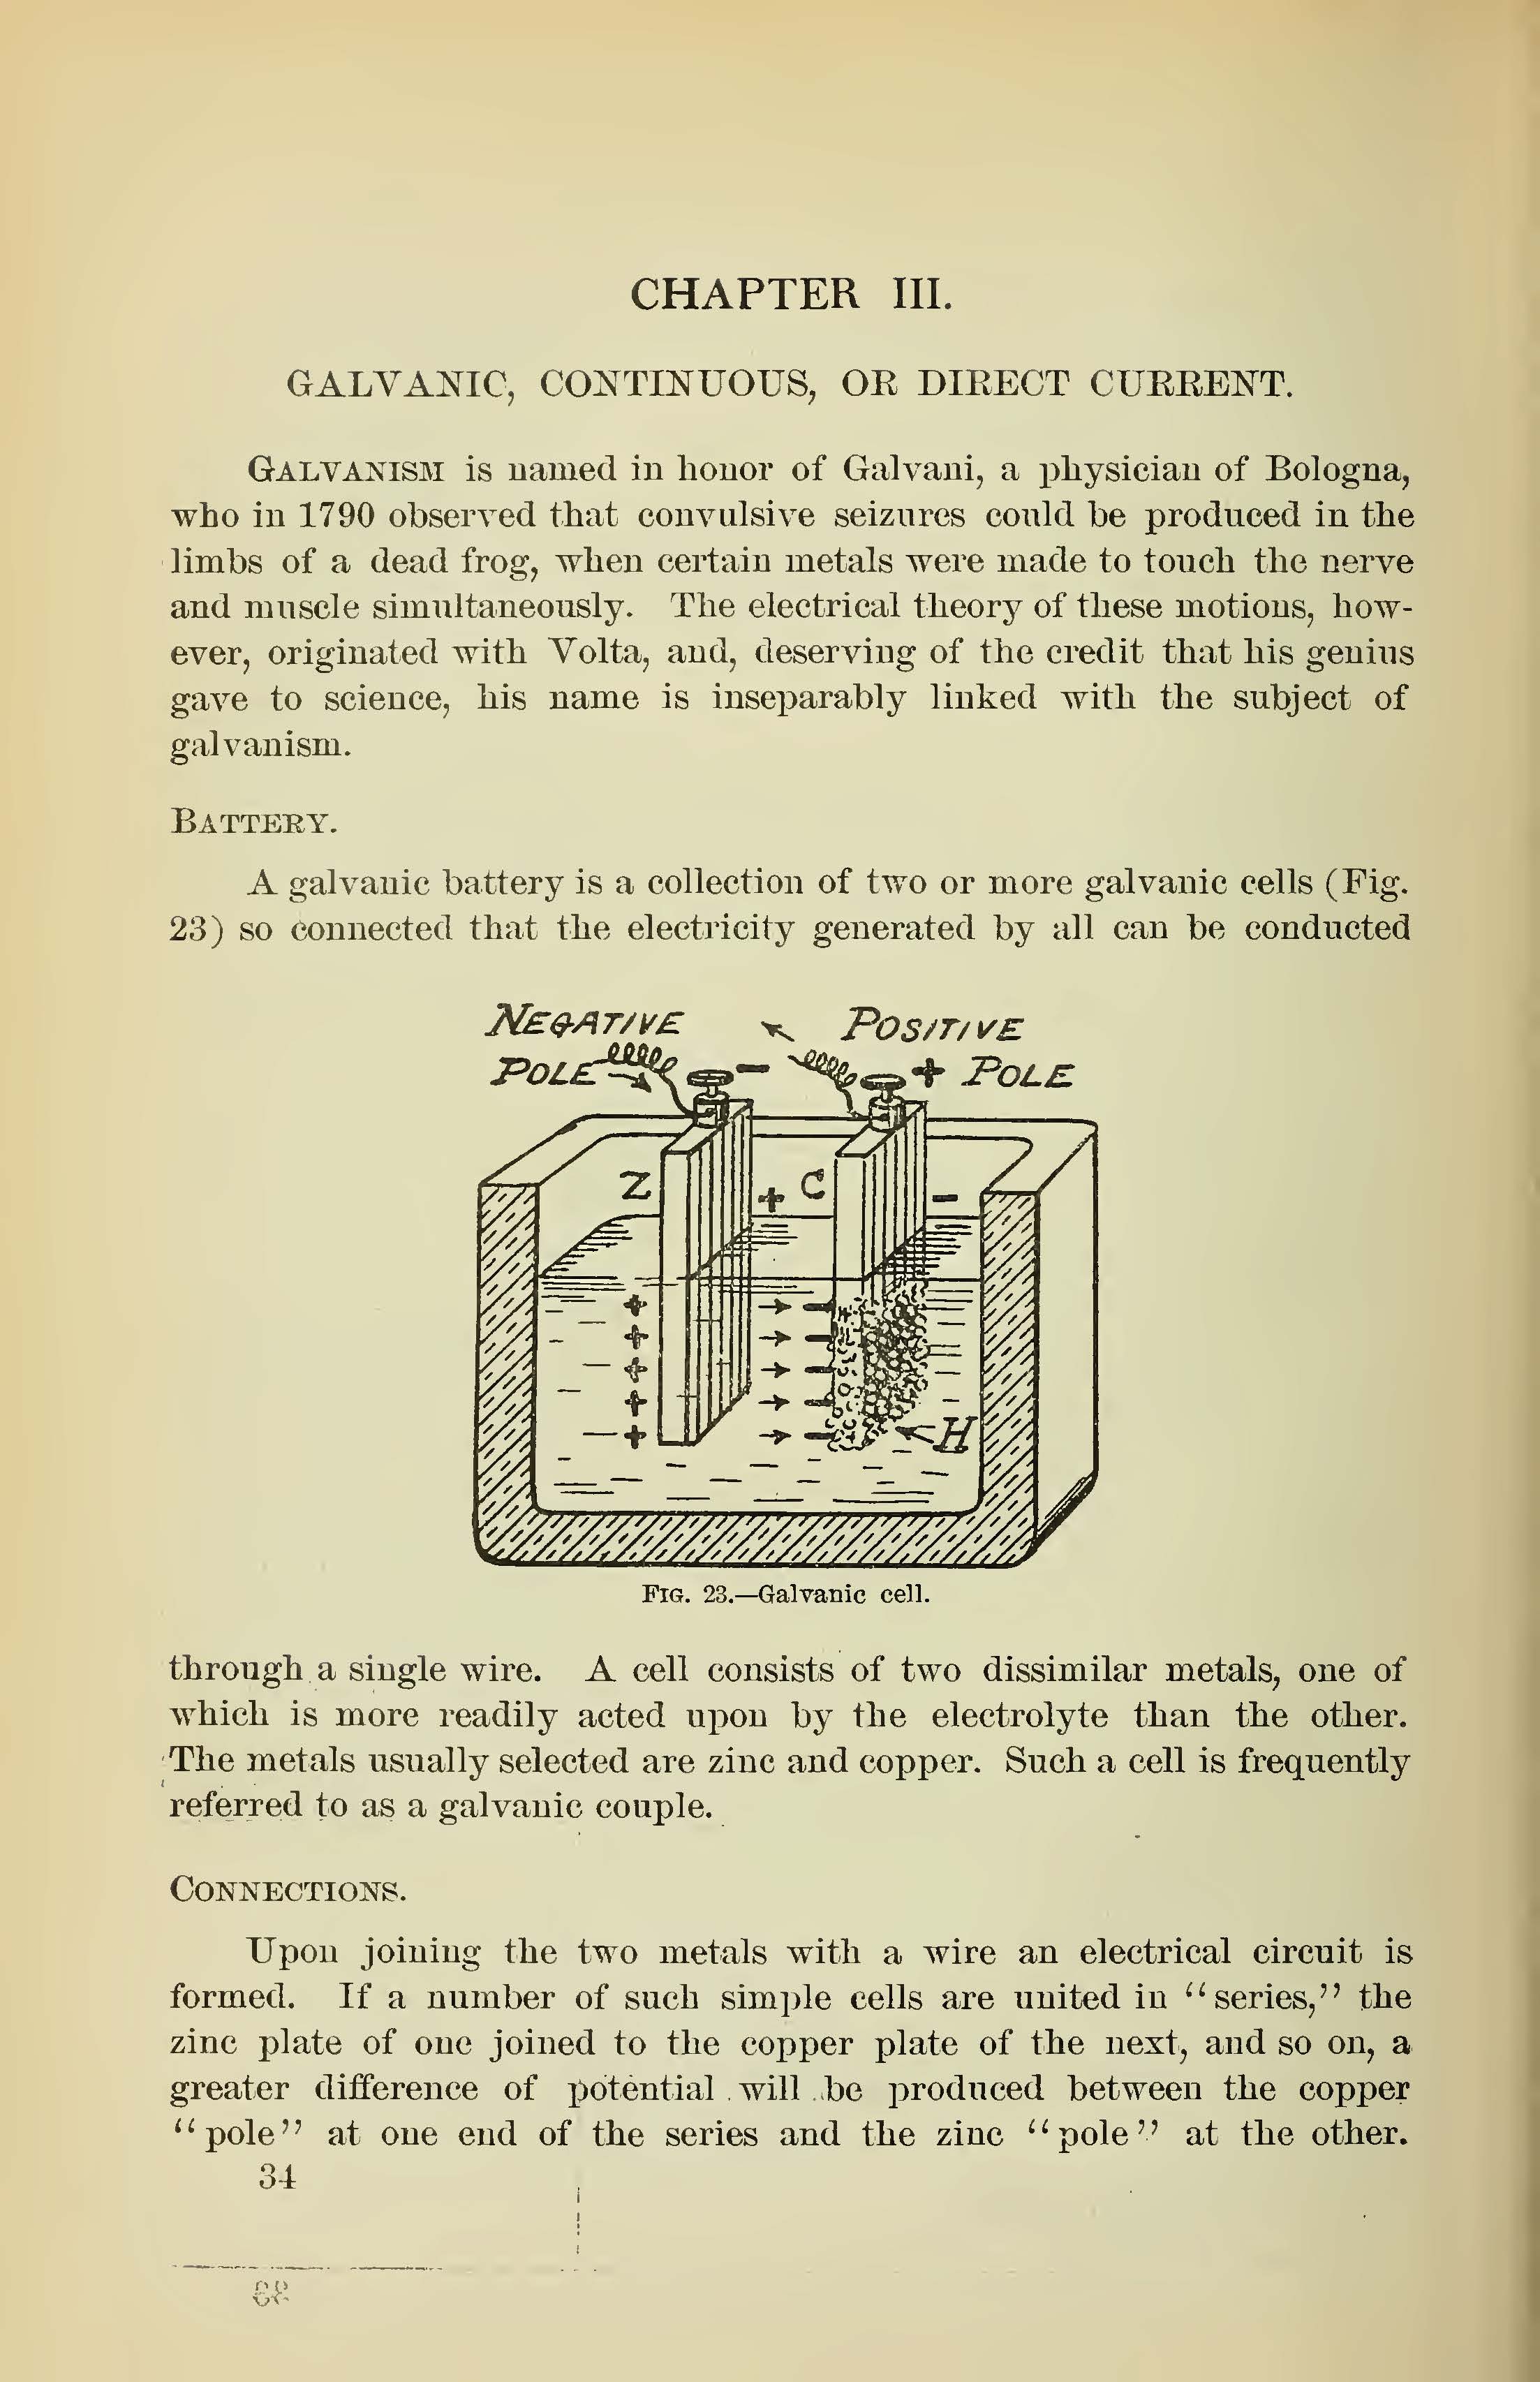 CHAPTER III.
GALVANIC, CONTINUOUS, OR DIRECT CURRENT.
GALVANISM is named in honor of Galvani, a physician of Bologna,
who in 1790 observed that convulsive seizures could be produced in the
limbs of a dead frog, when certain metals were made to touch the nerve
and muscle simultaneously. The electrical theory of these motions, how-
ever, originated with Volta, and, deserving of the credit that his genius
gave to science, his name is inseparably linked with the subject of
galvanism.
BATTERY.
A galvanic battery is a collection of two or more galvanic cells (Fig.
23) so connected that the electricity generated by all can be conducted
NEGATIVE POSITIVE
POLE - + POLE
Z + C -
+ -
+ -
+ -
+ -
+ - H
FIG. 23.—Galvanic cell.
through a single wire. A cell consists of two dissimilar metals, one of
which is more readily acted upon by the electrolyte than the other.
The metals usually selected are zinc and copper. Such a cell is frequently
referred to as a galvanic couple.
CONNECTIONS.
Upon joining the two metals with a wire an electrical circuit is
formed. If a number of such simple cells are united in “series,” the
zinc plate of one joined to the copper plate of the next, and so on, a
greater difference of potential will be produced between the copper
“pole” at one end of the series and the zinc “pole” at the other.
34